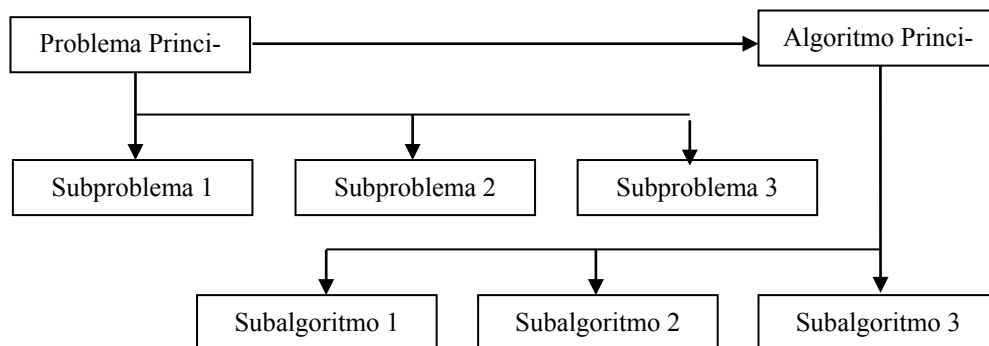 Problema Princi-
Algoritmo Princi-
Subproblema 1
Subproblema 2
Subproblema 3
Subalgoritmo 1
Subalgoritmo 2
Subalgoritmo 3